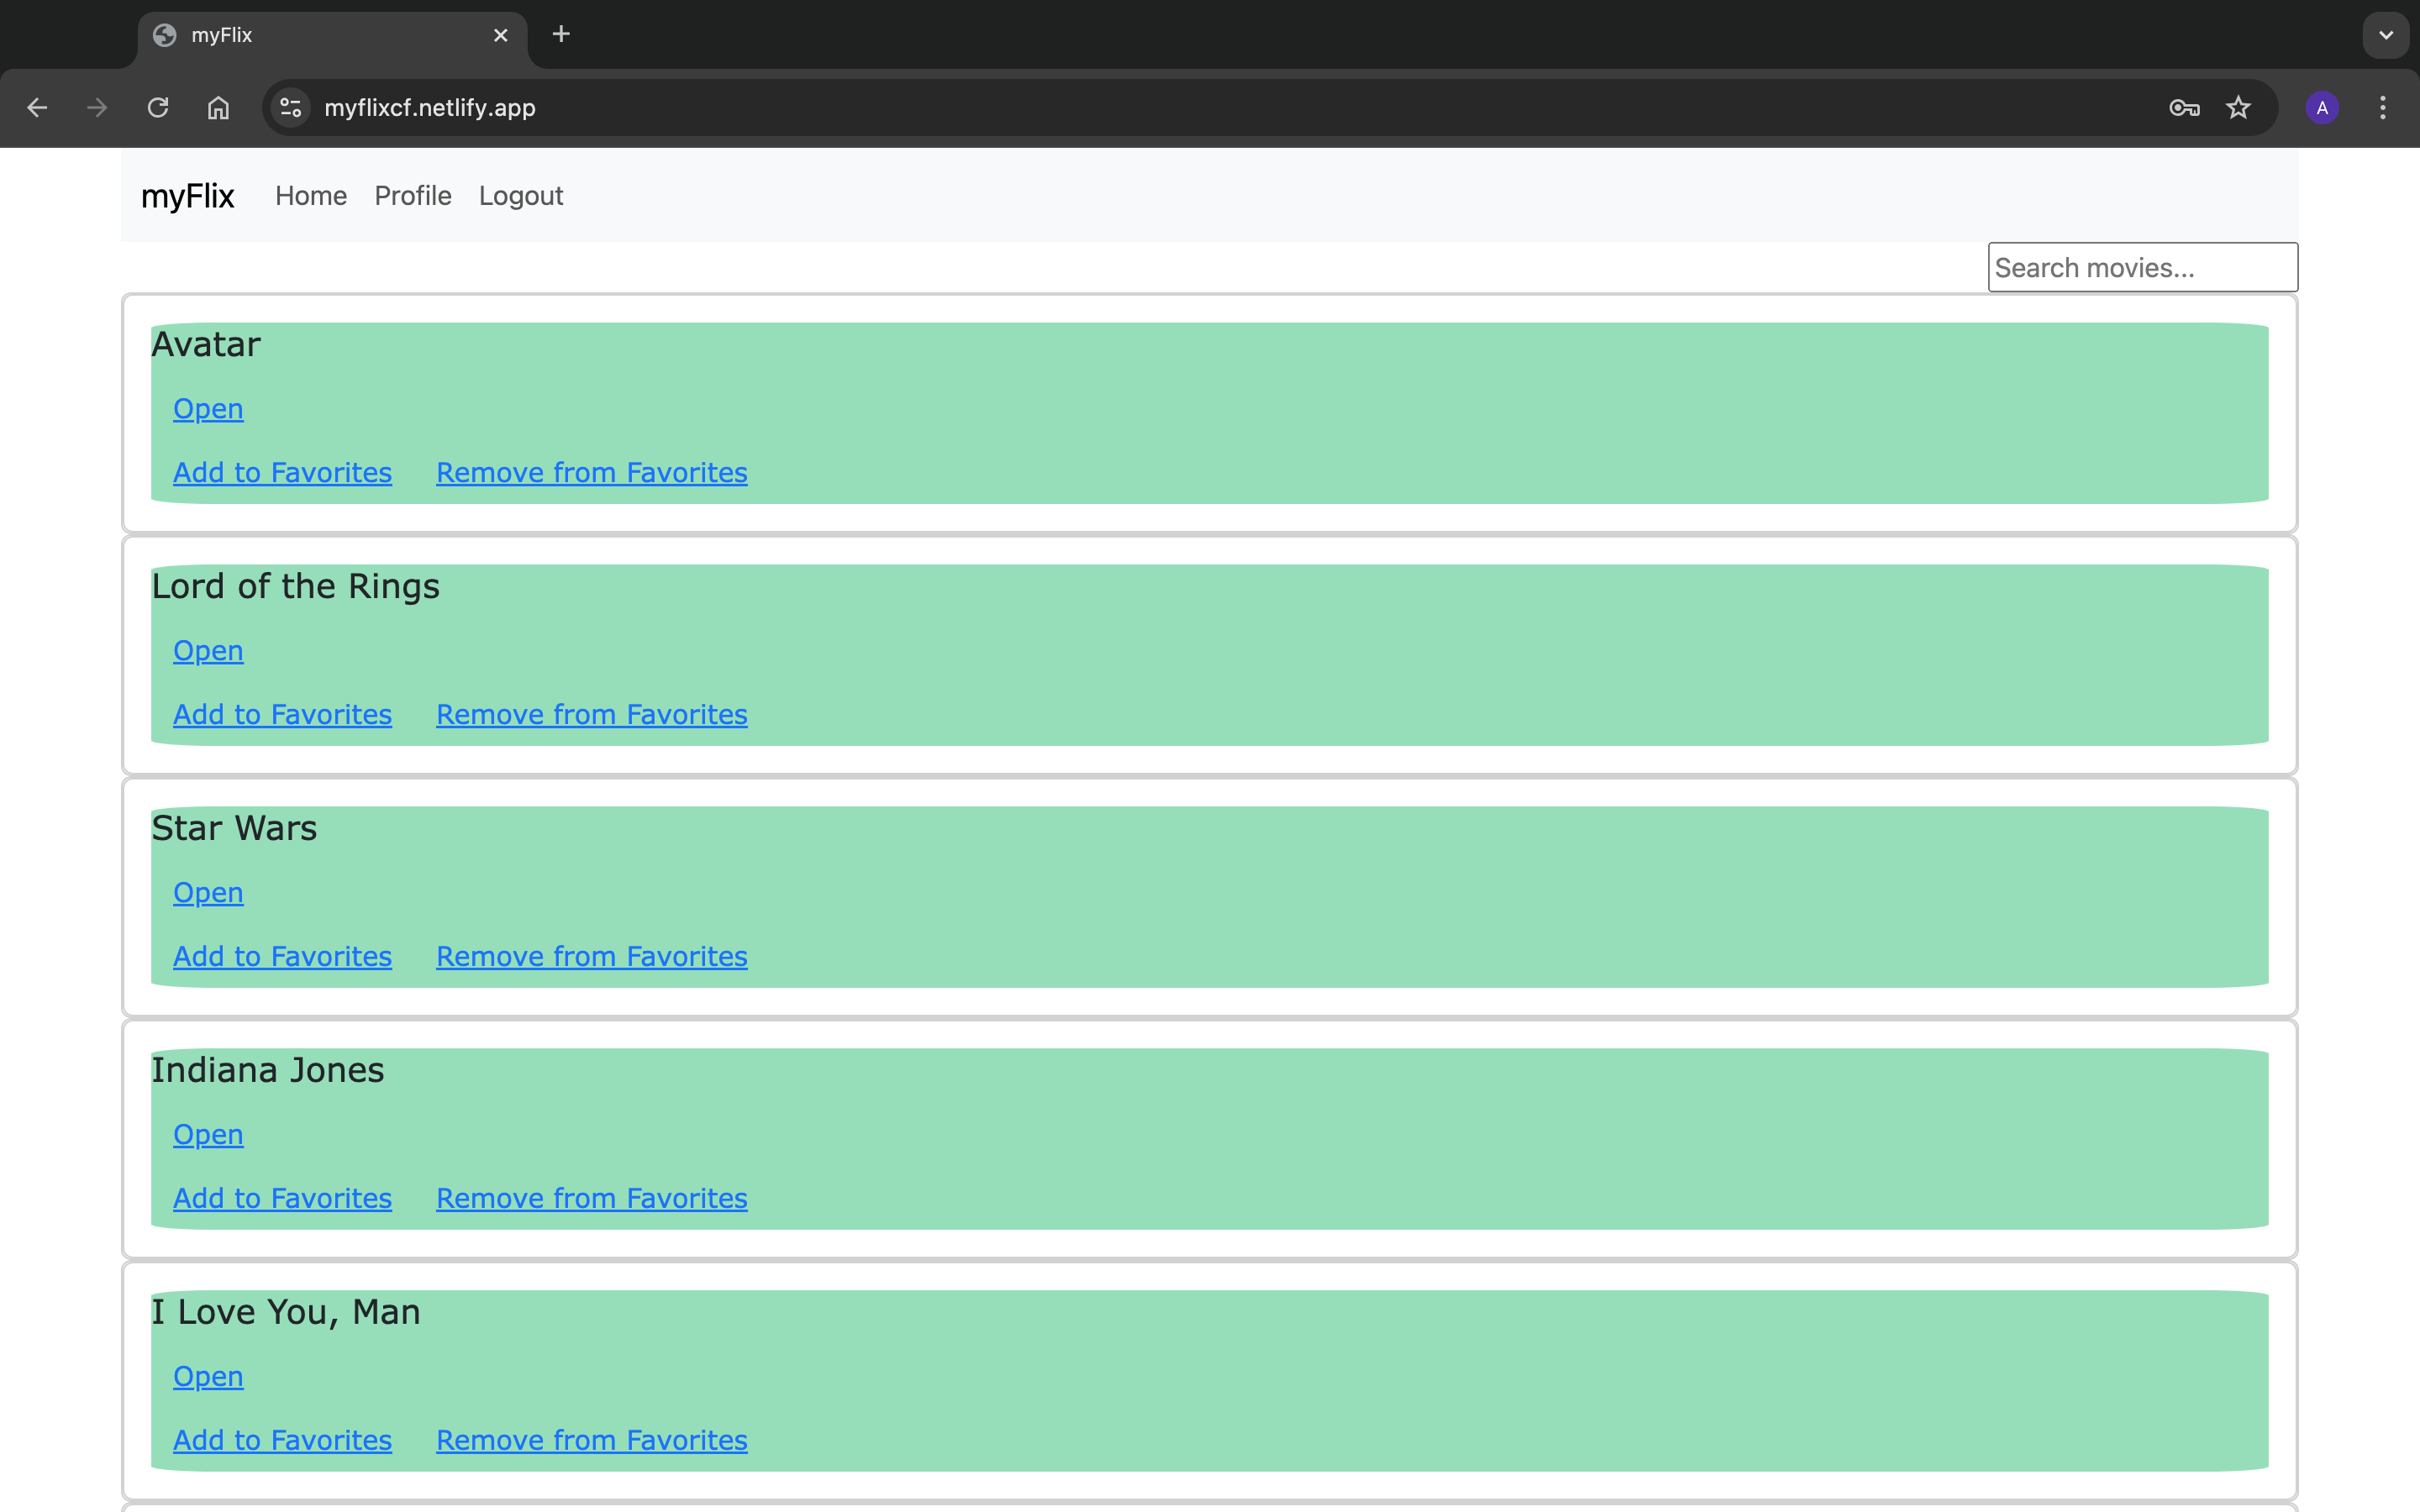 myFlix
myflixcf.netlify.app
A
myFlix Home Profile Logout
Search movies...
Avatar
Open
Add to Favorites Remove from Favorites
Lord of the Rings
Open
Add to Favorites Remove from Favorites
Star Wars
Open
Add to Favorites Remove from Favorites
Indiana Jones
Open
Add to Favorites Remove from Favorites
I Love You, Man
Open
Add to Favorites Remove from Favorites